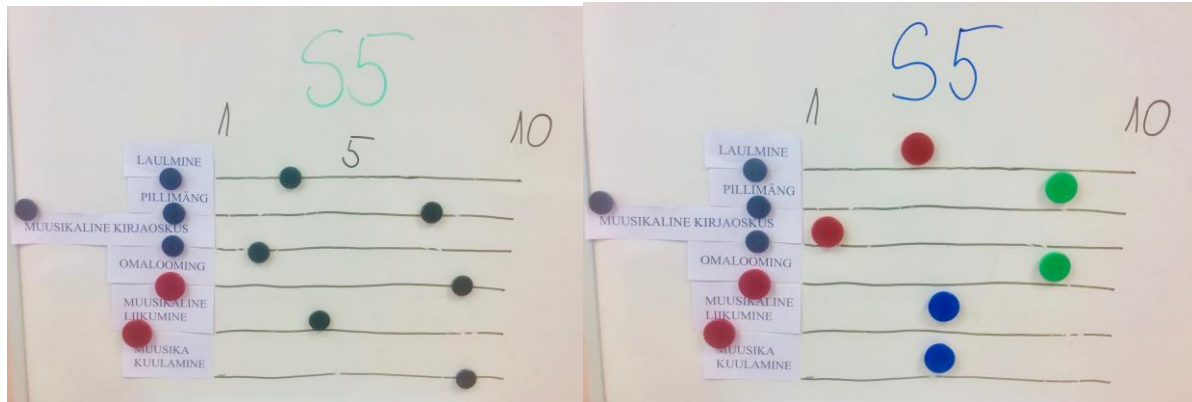 S5
1
5
10
LAULMINE
PILLIMÄNG
MUUSIKALINE KIRJAOSKUS
OMALOOMING
MUUSIKALINE
LIIKUMINE
MUUSIKA
KUULAMINE
S5
1
10
LAULMINE
PILLIMÄNG
MUUSIKALINE KIRJAOSKUS
OMALOOMING
MUUSIKALINE
LIIKUMINE
MUUSIKA
KUULAMINE